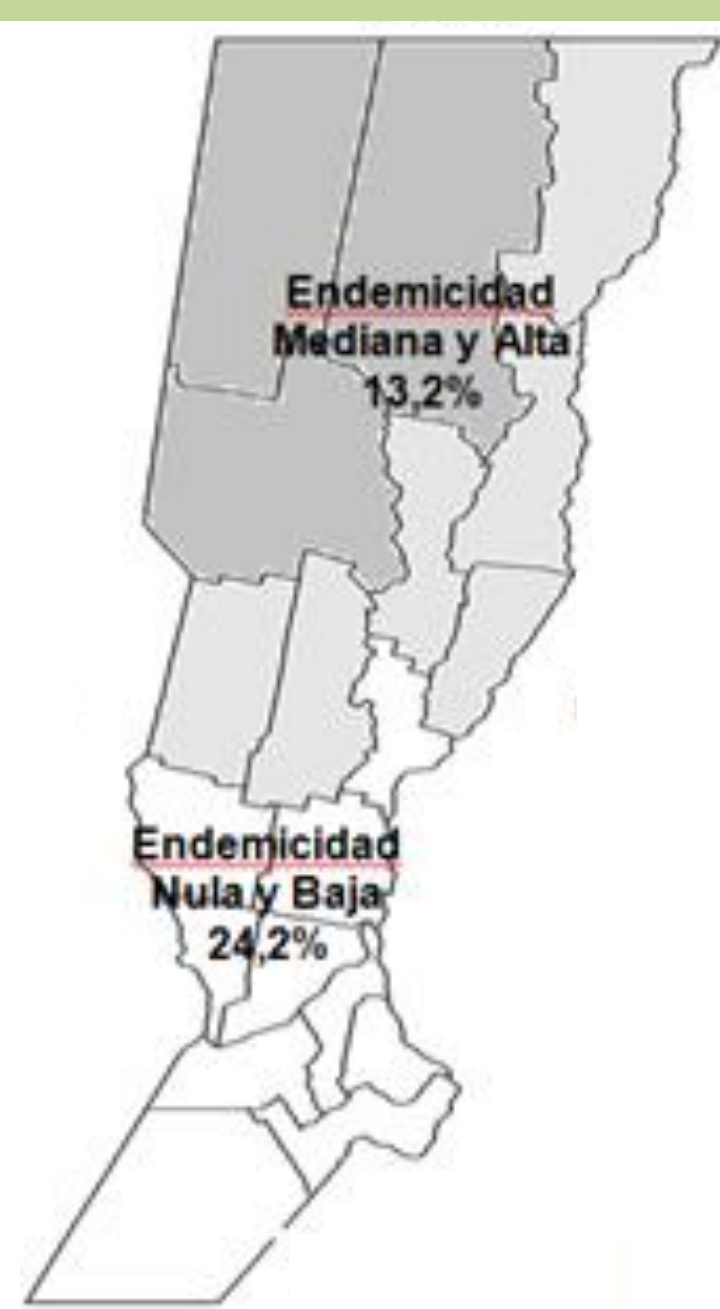 Endemicidad
Mediana y Alta
13,2%
Endemicidad
Nula y Baja
24,2%